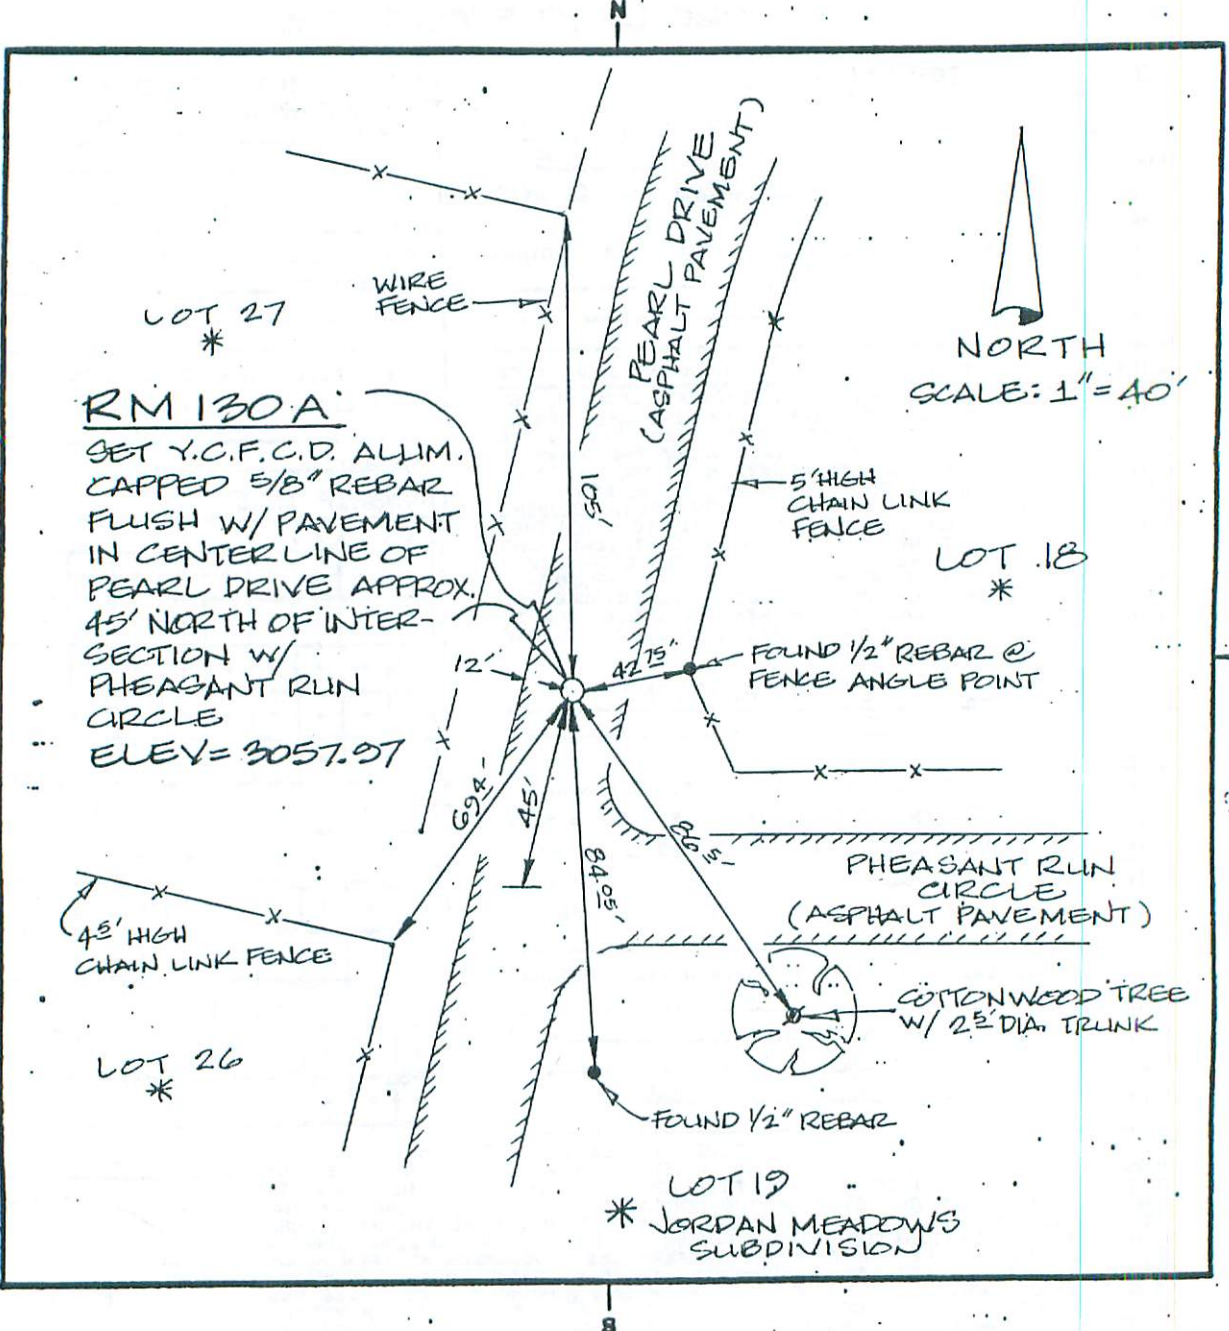 N
PEARL DRIVE
(ASPHALT PAVEMENT)
WIRE
FENCE
LOT 27
NORTH
SCALE: 1"=40'
RM 130A
SET Y.C.F.C.D. ALUM.
CAPPED 5/8" REBAR
FLUSH W/ PAVEMENT
IN CENTERLINE OF
PEARL DRIVE APPROX.
45' NORTH OF INTER-
SECTION W/
PHEASANT RUN
CIRCLE
ELEV= 3057.97
105'
5' HIGH
CHAIN LINK
FENCE
LOT 18
FOUND 1/2" REBAR @
FENCE ANGLE POINT
12'
42.75'
69.4'
45'
84.05'
86.5'
PHEASANT RUN
CIRCLE
(ASPHALT PAVEMENT)
4.5' HIGH
CHAIN LINK FENCE
COTTONWOOD TREE
W/ 2.5' DIA. TRUNK
LOT 26
FOUND 1/2" REBAR
LOT 19
JORDAN MEADOWS
SUBDIVISION